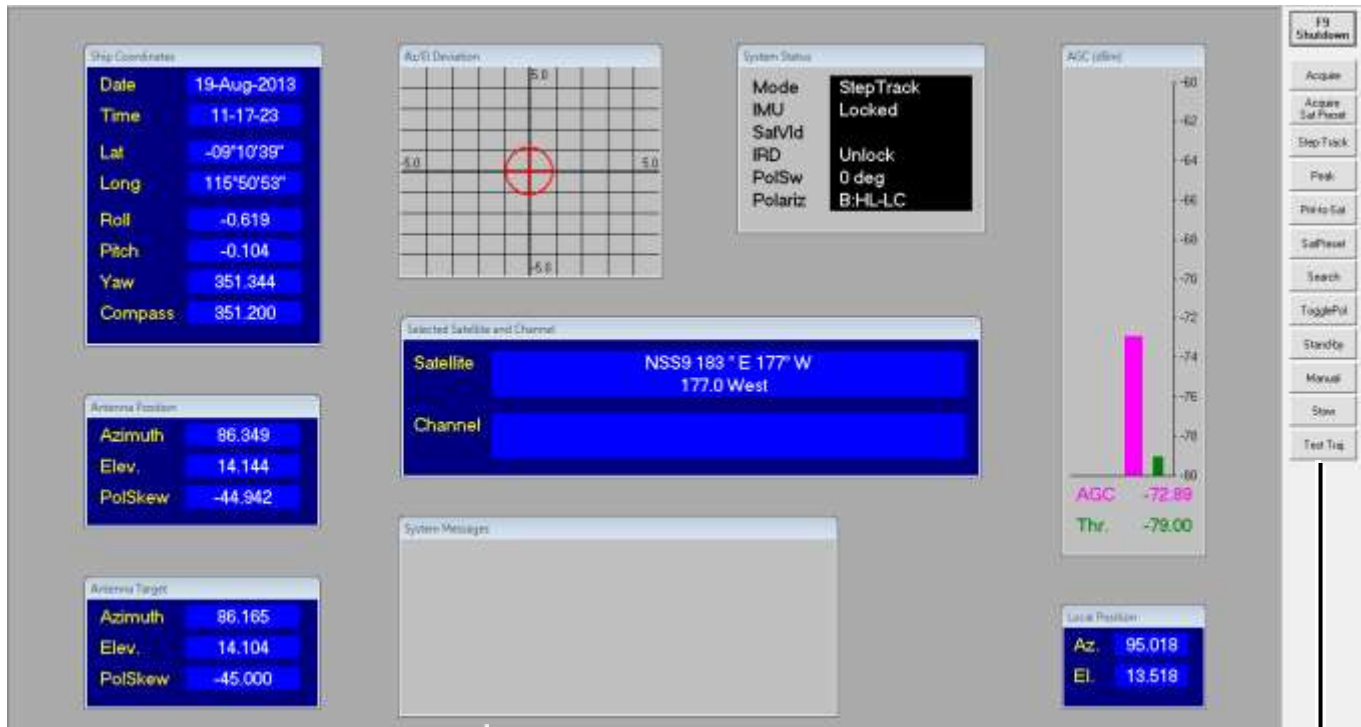 Ship Coordinates
Date 19-Aug-2013
Time 11-17-23
Lat -09°10'39"
Long 115°50'53"
Roll -0.619
Pitch -0.104
Yaw 351.344
Compass 351.200
Antenna Position
Azimuth 86.349
Elev. 14.144
PolSkew -44.942
Antenna Target
Azimuth 86.165
Elev. 14.104
PolSkew -45.000
Az/El Deviation
5.0
-5.0 5.0
-5.0
System Status
Mode StepTrack
IMU Locked
SatVld
IRD Unlock
PolSw 0 deg
Polariz B:HL-LC
Selected Satellite and Channel
Satellite NSS9 183 ° E 177° W
177.0 West
Channel
System Messages
AGC (dBm)
-60
-62
-64
-66
-68
-70
-72
-74
-76
-78
-80
AGC -72.89
Thr. -79.00
Local Position
Az. 95.018
El. 13.518
F9
Shutdown
Acquire
Acquire
Sat Preset
StepTrack
Peak
Pnt-to-Sat
SatPreset
Search
TogglePol
Standby
Manual
Stow
Test Traj